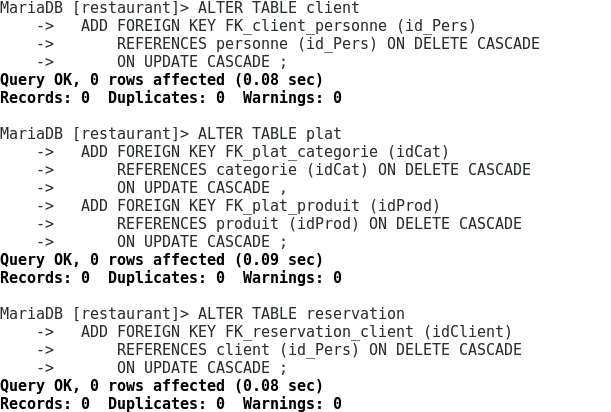 MariaDB [restaurant]> ALTER TABLE client
    ->   ADD FOREIGN KEY FK_client_personne (id_Pers)
    ->       REFERENCES personne (id_Pers) ON DELETE CASCADE
    ->       ON UPDATE CASCADE ;
Query OK, 0 rows affected (0.08 sec)
Records: 0  Duplicates: 0  Warnings: 0

MariaDB [restaurant]> ALTER TABLE plat
    ->   ADD FOREIGN KEY FK_plat_categorie (idCat)
    ->       REFERENCES categorie (idCat) ON DELETE CASCADE
    ->       ON UPDATE CASCADE ,
    ->   ADD FOREIGN KEY FK_plat_produit (idProd)
    ->       REFERENCES produit (idProd) ON DELETE CASCADE
    ->       ON UPDATE CASCADE ;
Query OK, 0 rows affected (0.09 sec)
Records: 0  Duplicates: 0  Warnings: 0

MariaDB [restaurant]> ALTER TABLE reservation
    ->   ADD FOREIGN KEY FK_reservation_client (idClient)
    ->       REFERENCES client (id_Pers) ON DELETE CASCADE
    ->       ON UPDATE CASCADE ;
Query OK, 0 rows affected (0.08 sec)
Records: 0  Duplicates: 0  Warnings: 0